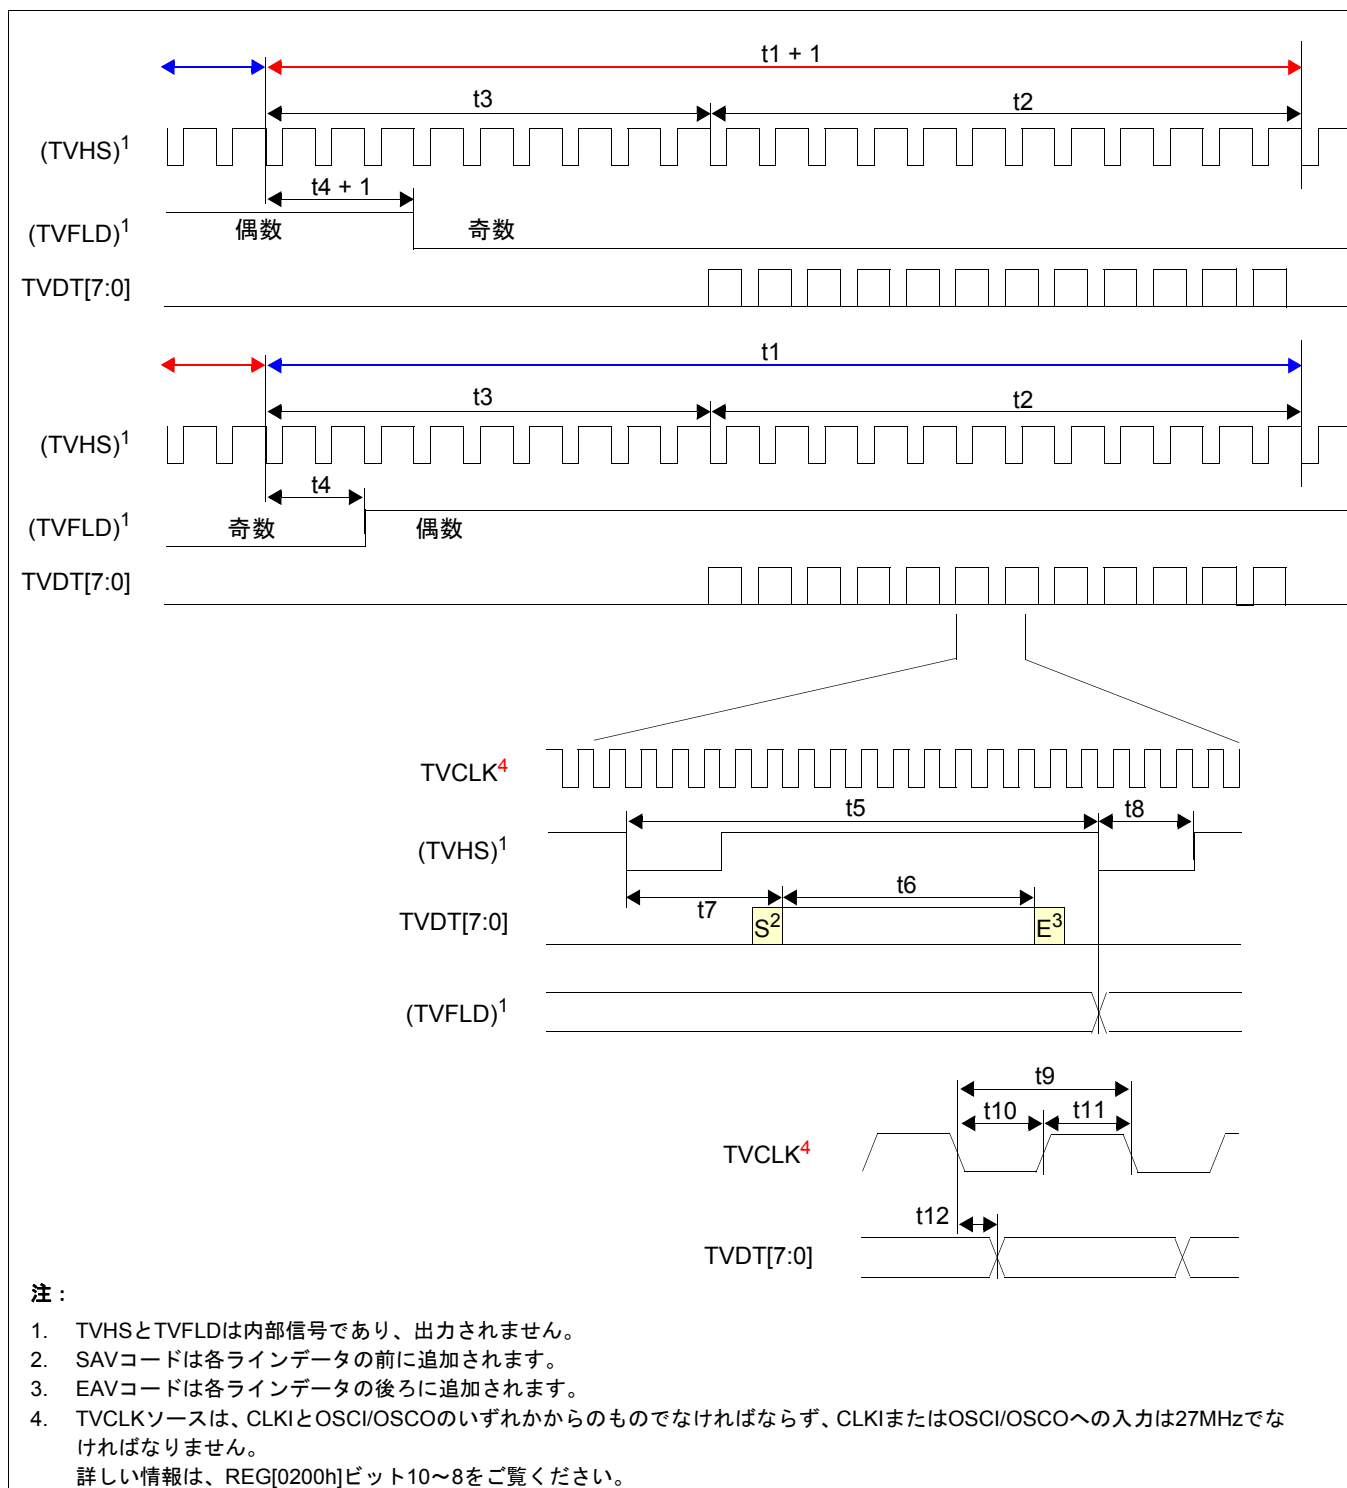 t1 + 1
t3
t2
(TVHS)1
t4 + 1
(TVFLD)1
偶数
奇数
TVDT[7:0]
t1
t3
t2
(TVHS)1
t4
(TVFLD)1
奇数
偶数
TVDT[7:0]
TVCLK4
t5
t8
(TVHS)1
t7
t6
TVDT[7:0]
S2
E3
(TVFLD)1
t9
t10
t11
TVCLK4
t12
TVDT[7:0]
注：
1. TVHSとTVFLDは内部信号であり、出力されません。
2. SAVコードは各ラインデータの前に追加されます。
3. EAVコードは各ラインデータの後ろに追加されます。
4. TVCLKソースは、CLKIとOSCI/OSCOのいずれかからのものでなければならず、CLKIまたはOSCI/OSCOへの入力は27MHzでな
ければなりません。
詳しい情報は、REG[0200h]ビット10～8をご覧ください。